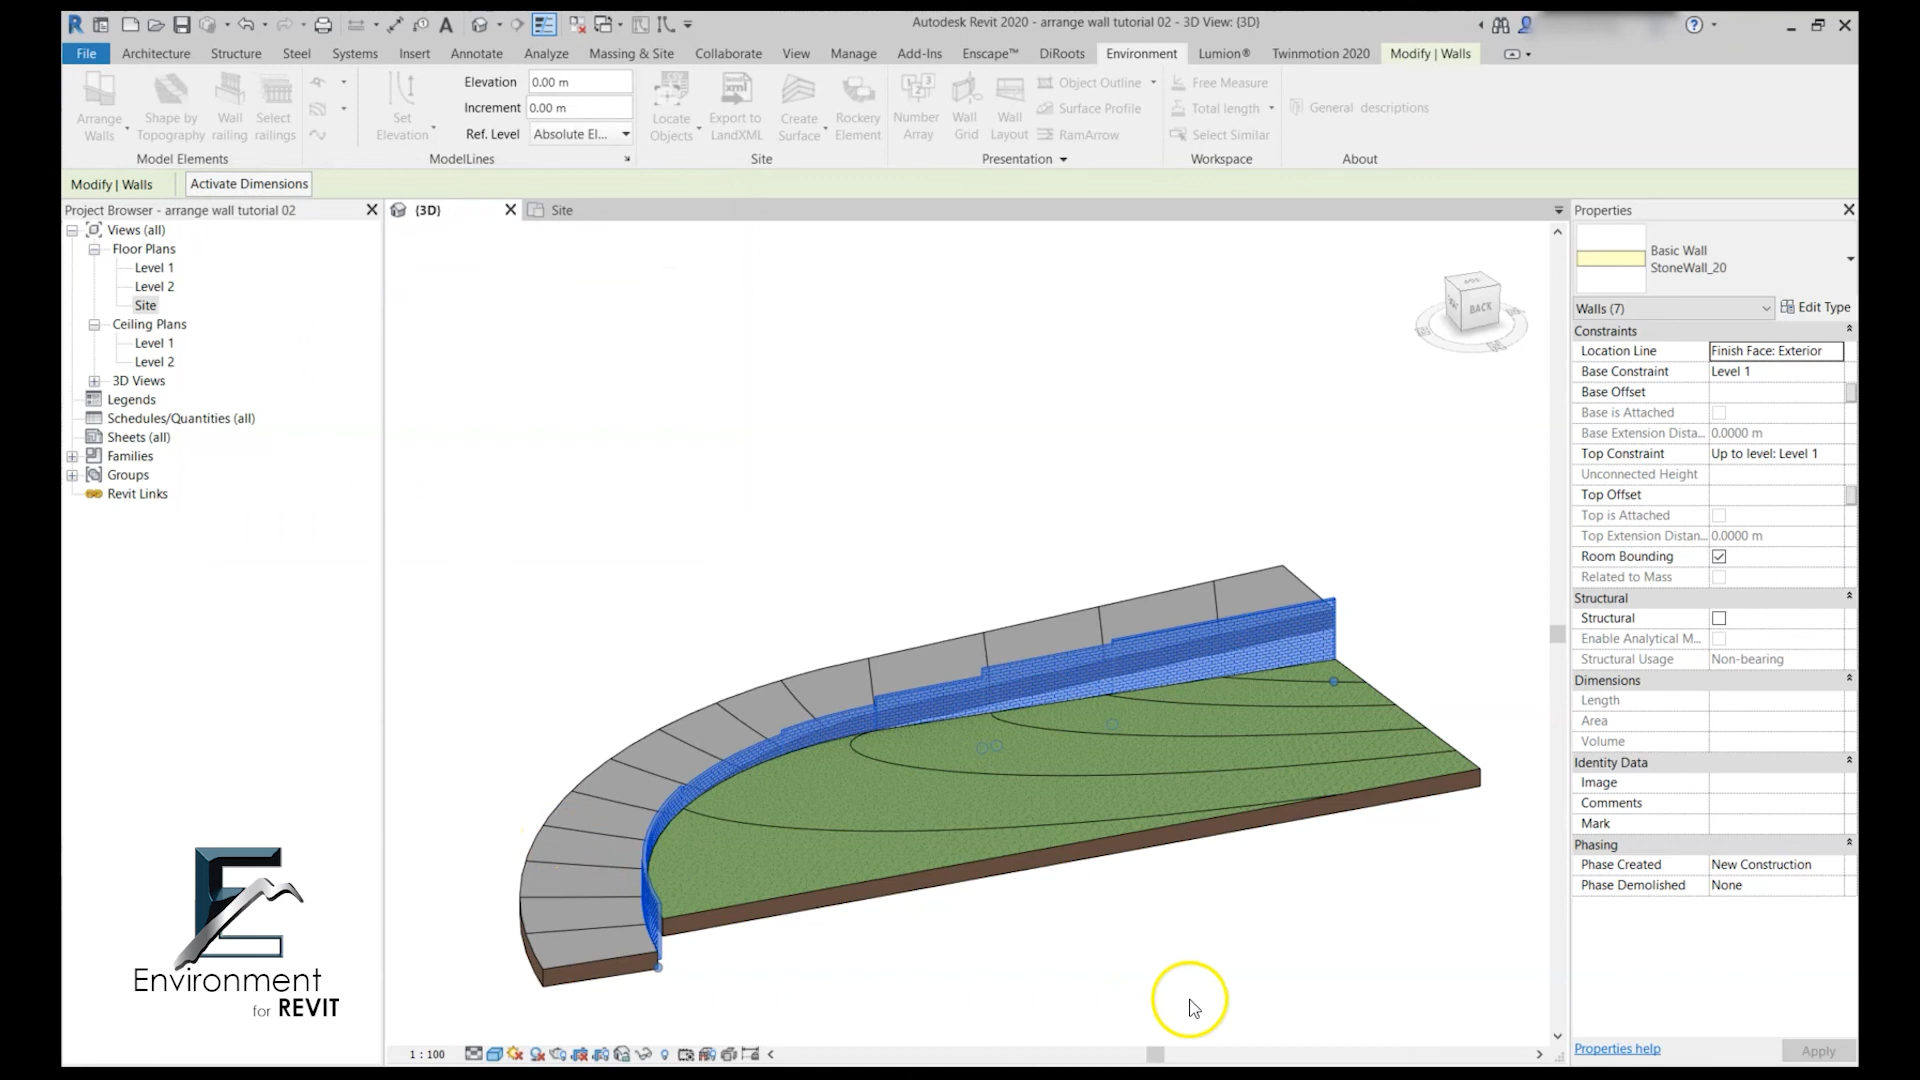 Autodesk Revit 2020 - arrange wall tutorial 02 - 3D View: {3D}
File Architecture Structure Steel Systems Insert Annotate Analyze Massing & Site Collaborate View Manage Add-Ins Enscape™ DiRoots Environment Lumion® Twinmotion 2020 Modify | Walls
Arrange Walls
Shape by Topography
Wall railing
Select railings
Model Elements
Set Elevation
Elevation 0.00 m
Increment 0.00 m
Ref. Level Absolute El...
ModelLines
Locate Objects
Export to LandXML
Create Surface
Rockery Element
Site
Number Array
Wall Grid
Wall Layout
Object Outline
Surface Profile
RamArrow
Presentation
Free Measure
Total length
Select Similar
Workspace
General descriptions
About
Modify | Walls Activate Dimensions
Project Browser - arrange wall tutorial 02
{3D} Site
Views (all)
Floor Plans
Level 1
Level 2
Site
Ceiling Plans
Level 1
Level 2
3D Views
Legends
Schedules/Quantities (all)
Sheets (all)
Families
Groups
Revit Links
BACK
Properties
Basic Wall
StoneWall_20
Walls (7) Edit Type
Constraints
Location Line Finish Face: Exterior
Base Constraint Level 1
Base Offset
Base is Attached
Base Extension Dista... 0.0000 m
Top Constraint Up to level: Level 1
Unconnected Height
Top Offset
Top is Attached
Top Extension Distan... 0.0000 m
Room Bounding
Related to Mass
Structural
Structural
Enable Analytical M...
Structural Usage Non-bearing
Dimensions
Length
Area
Volume
Identity Data
Image
Comments
Mark
Phasing
Phase Created New Construction
Phase Demolished None
Properties help Apply
Environment
for REVIT
1 : 100